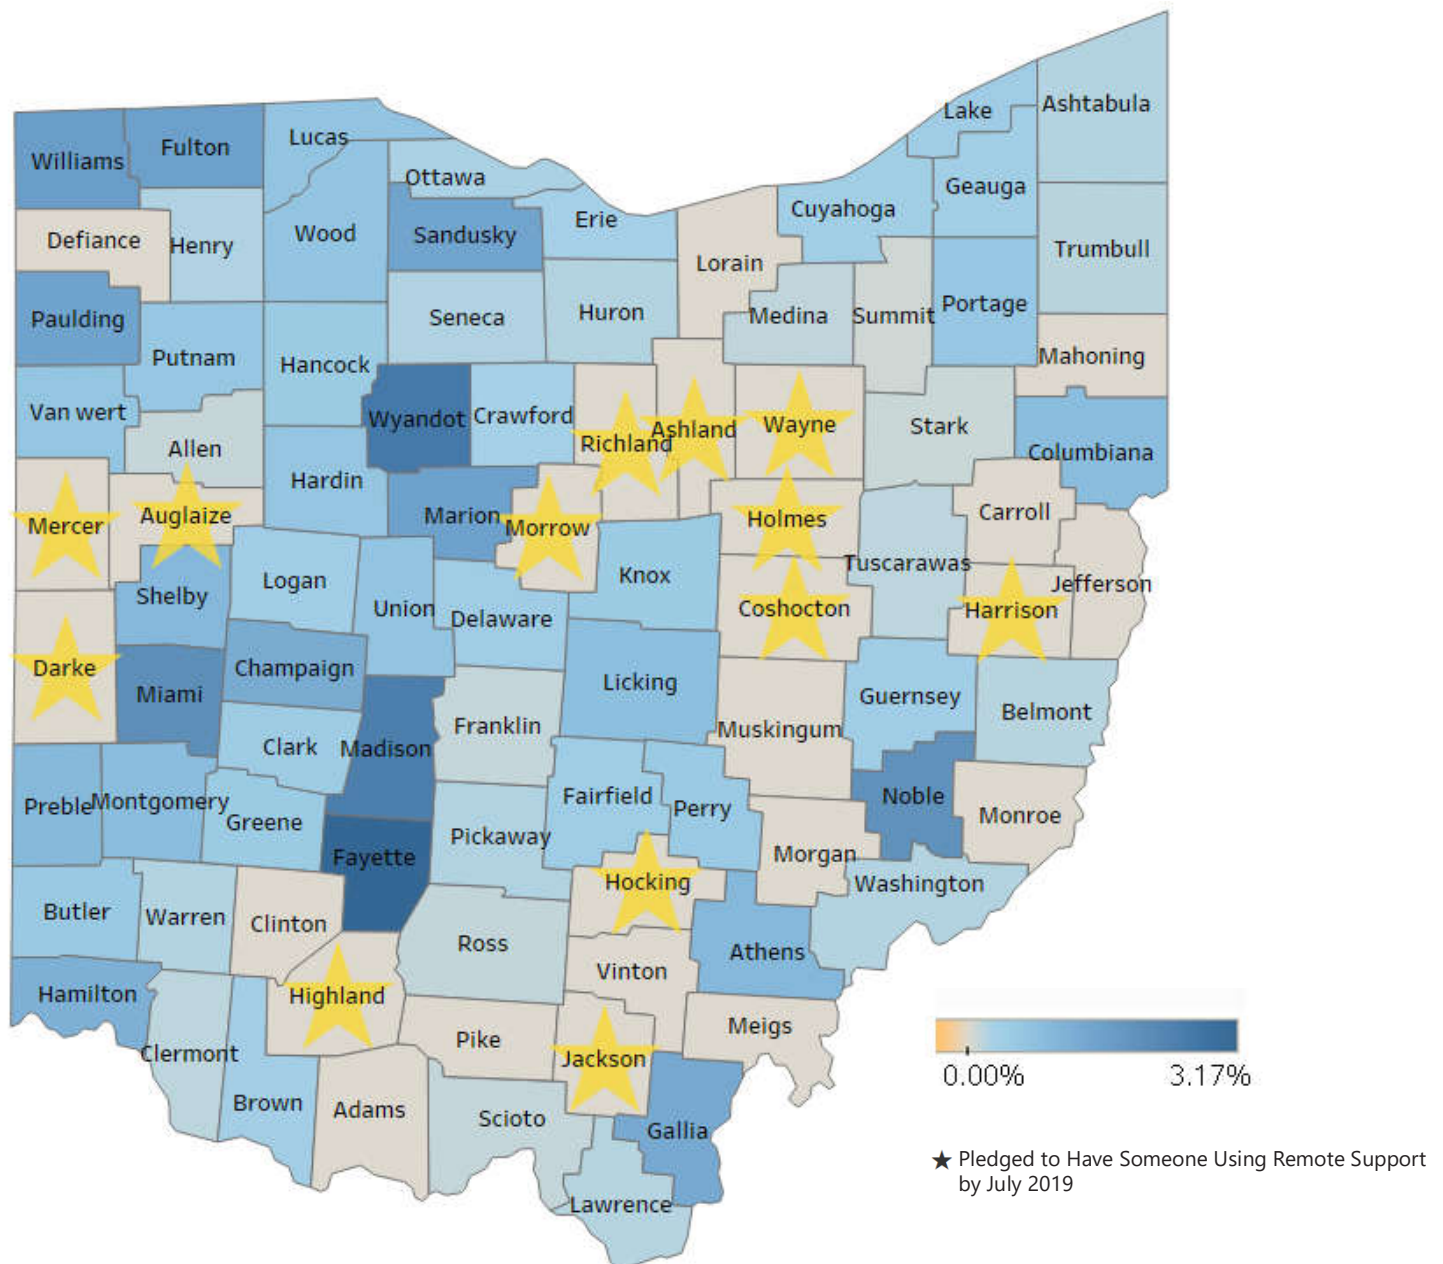 Lake
Ashtabula
Lucas
Fulton
Williams
Ottawa
Geauga
Cuyahoga
Erie
Wood
Sandusky
Defiance
Henry
Trumbull
Lorain
Portage
Huron
Medina
Summit
Seneca
Paulding
Mahoning
Putnam
Hancock
Van wert
Wyandot
Crawford
Richland
Ashland
Wayne
Stark
Allen
Columbiana
Hardin
Mercer
Auglaize
Marion
Morrow
Holmes
Carroll
Tuscarawas
Knox
Logan
Jefferson
Shelby
Union
Delaware
Coshocton
Harrison
Darke
Champaign
Miami
Licking
Guernsey
Belmont
Franklin
Muskingum
Clark
Madison
Preble
Montgomery
Fairfield
Perry
Noble
Greene
Monroe
Pickaway
Fayette
Morgan
Hocking
Washington
Butler
Warren
Clinton
Ross
Athens
Vinton
Hamilton
Highland
Meigs
Pike
Clermont
Jackson
Brown
Adams
Scioto
Gallia
Lawrence
0.00% 3.17%
★ Pledged to Have Someone Using Remote Support
by July 2019